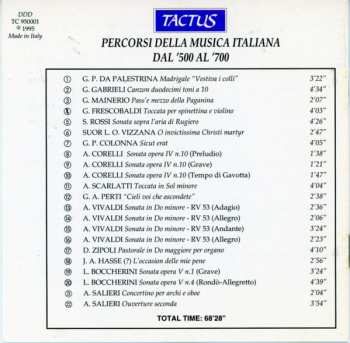 DDD
TC 950001
℗ 1995
Made in Italy
TACTUS
PERCORSI DELLA MUSICA ITALIANA
DAL '500 AL '700
1 G. P. DA PALESTRINA Madrigale "Vestiva i colli" 3'22"
2 G. GABRIELI Canzon duodecimi toni a 10 4'34"
3 G. MAINERIO Pass'e mezzo della Paganina 2'07"
4 G. FRESCOBALDI Toccata per spinettina e violino 4'03"
5 S. ROSSI Sonata sopra l'aria di Rugiero 4'26"
6 SUOR L. O. VIZZANA O invictissima Christi martyr 2'47"
7 G. P. COLONNA Sicut erat 4'05"
8 A. CORELLI Sonata opera IV n.10 (Preludio) 1'38"
9 A. CORELLI Sonata opera IV n.10 (Grave) 1'21"
10 A. CORELLI Sonata opera IV n.10 (Tempo di Gavotta) 1'47"
11 A. SCARLATTI Toccata in Sol minore 4'04"
12 G. A. PERTI "Cieli voi che ascondete" 2'38"
13 A. VIVALDI Sonata in Do minore - RV 53 (Adagio) 2'36"
14 A. VIVALDI Sonata in Do minore - RV 53 (Allegro) 2'06"
15 A. VIVALDI Sonata in Do minore - RV 53 (Andante) 3'24"
16 A. VIVALDI Sonata in Do minore - RV 53 (Allegro) 2'23"
17 D. ZIPOLI Pastorale in Do maggiore per organo 4'10"
18 J. A. HASSE (?) L'occasion delle mie pene 2'56"
19 L. BOCCHERINI Sonata opera V n.1 (Grave) 3'24"
20 L. BOCCHERINI Sonata opera V n.4 (Rondò-Allegretto) 4'39"
21 A. SALIERI Concertino per archi e oboe 2'04"
22 A. SALIERI Ouverture seconda 3'54"
TOTAL TIME: 68'28"